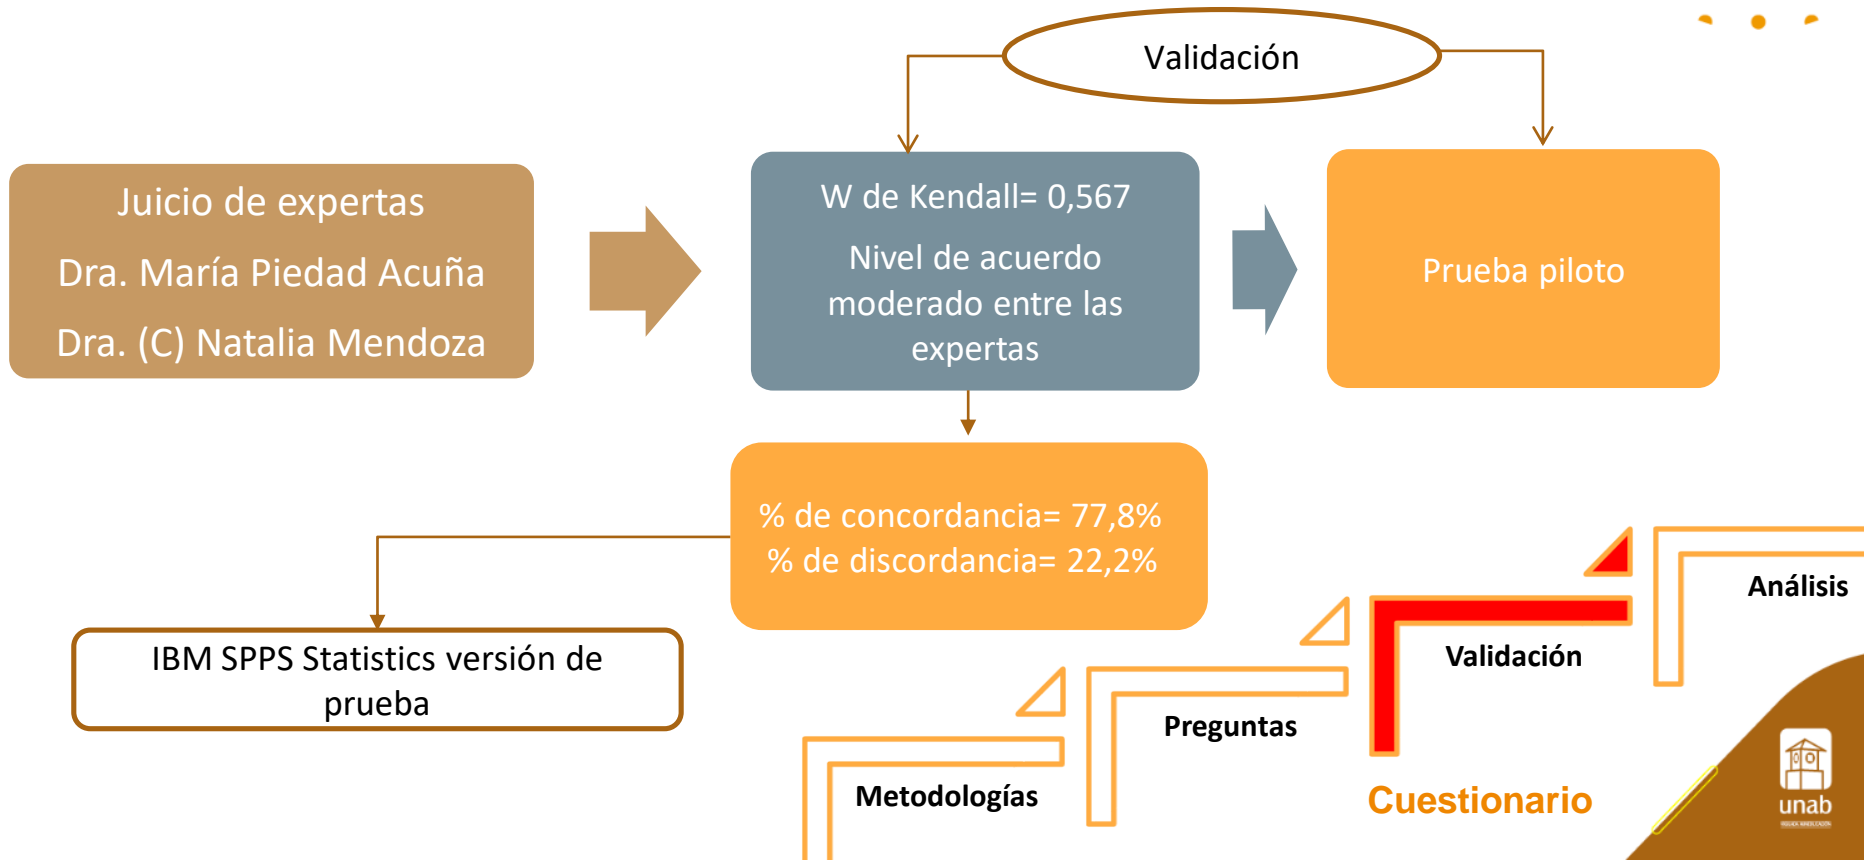 Validación
Juicio de expertas
Dra. María Piedad Acuña
Dra. (C) Natalia Mendoza
W de Kendall= 0,567
Nivel de acuerdo
moderado entre las
expertas
Prueba piloto
% de concordancia= 77,8%
% de discordancia= 22,2%
IBM SPPS Statistics versión de
prueba
Análisis
Validación
Preguntas
Metodologías
Cuestionario
unab